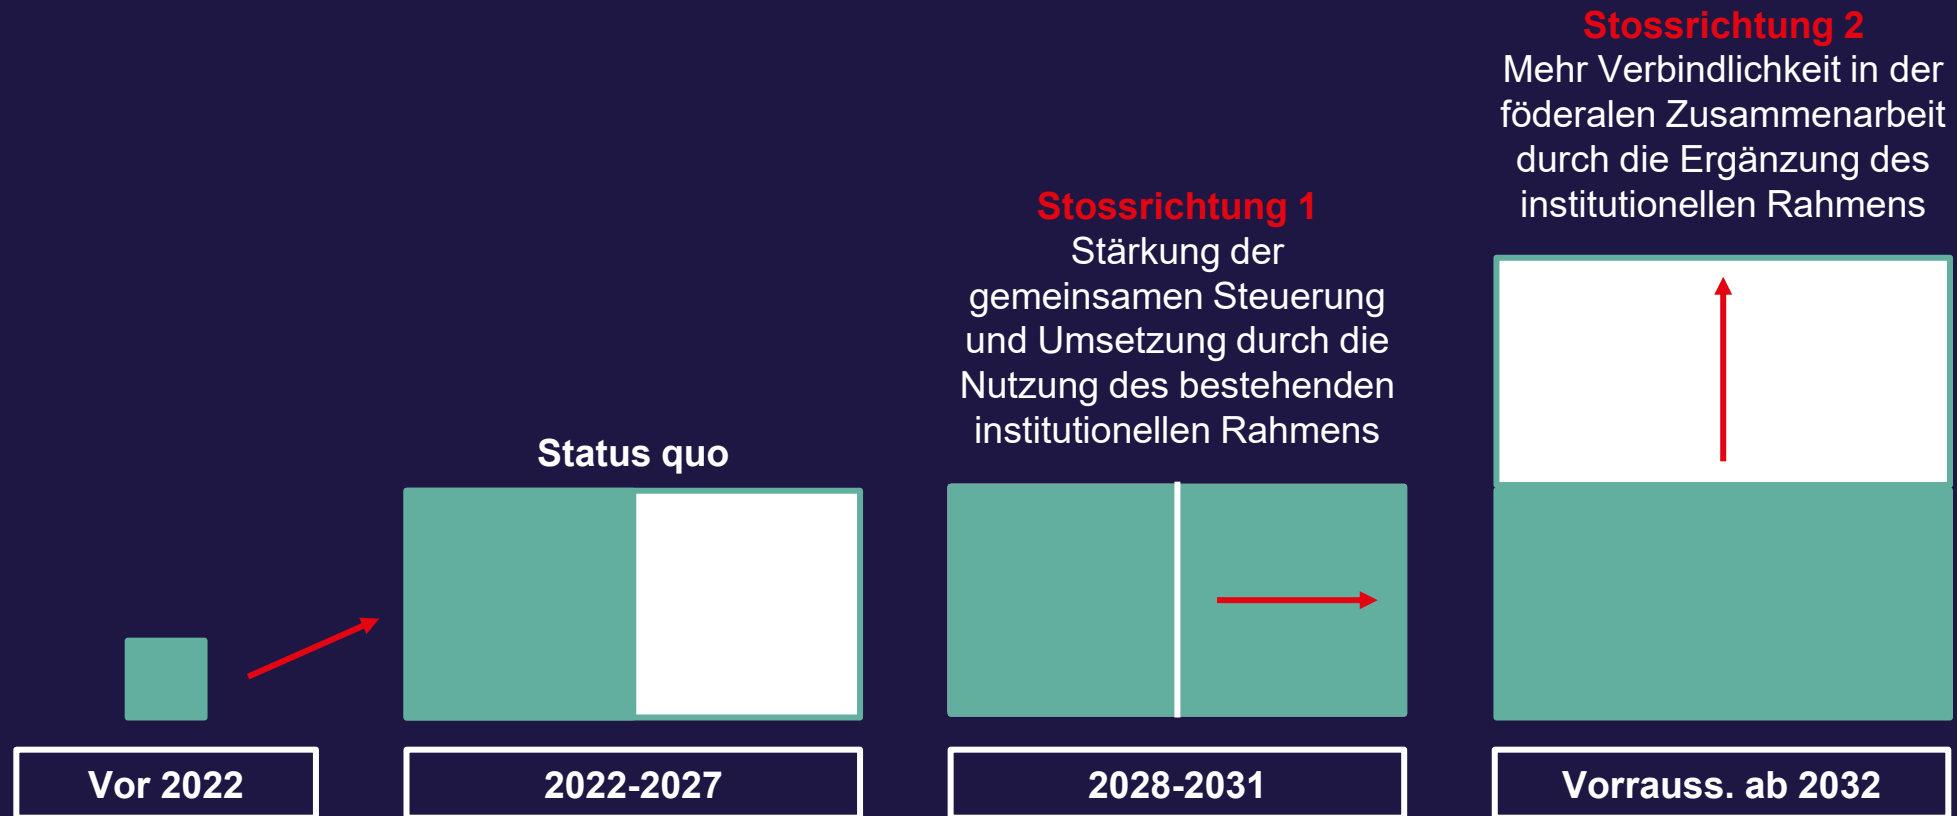 Stossrichtung 2
Mehr Verbindlichkeit in der
föderalen Zusammenarbeit
durch die Ergänzung des
institutionellen Rahmens
Stossrichtung 1
Stärkung der
gemeinsamen Steuerung
und Umsetzung durch die
Nutzung des bestehenden
institutionellen Rahmens
Status quo
Vor 2022
2022-2027
2028-2031
Vorrauss. ab 2032